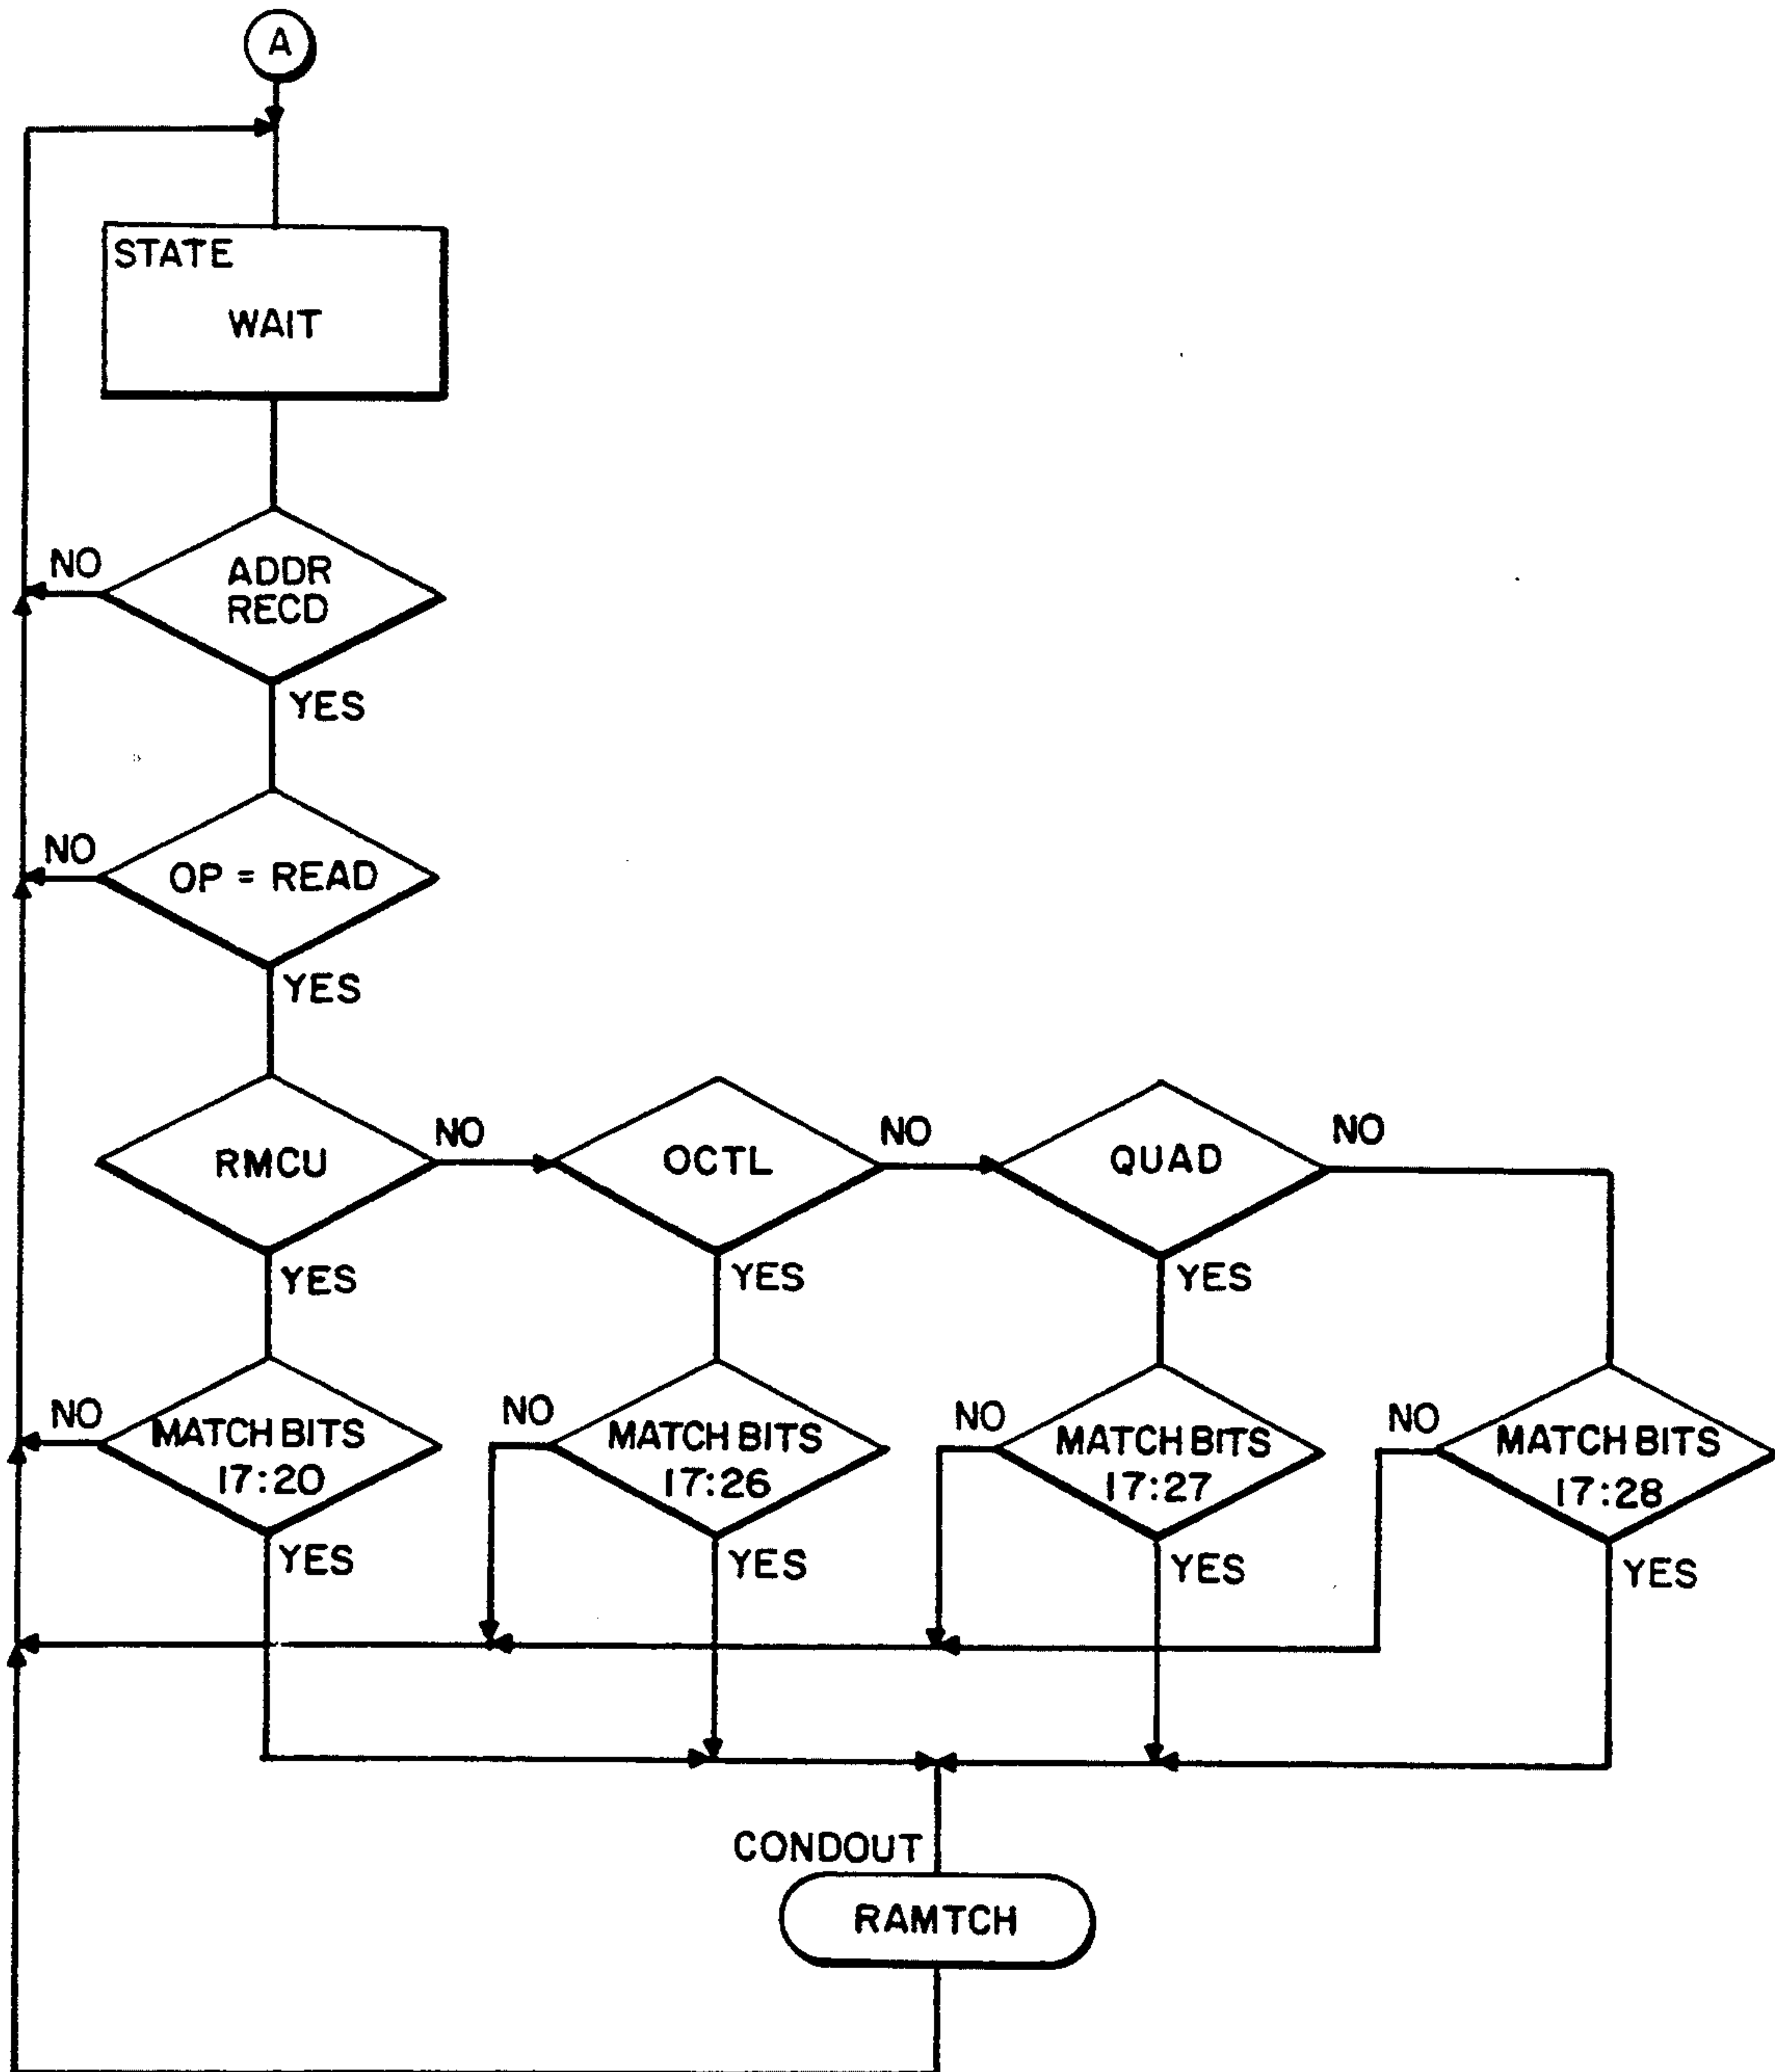 A
STATE
WAIT
NO
ADDR
RECD
YES
NO
OP = READ
YES
RMCU
NO
OCTL
NO
QUAD
NO
YES
YES
YES
NO
MATCH BITS
17:20
NO
MATCH BITS
17:26
NO
MATCH BITS
17:27
NO
MATCH BITS
17:28
YES
YES
YES
YES
CONDOUT
RAMTCH